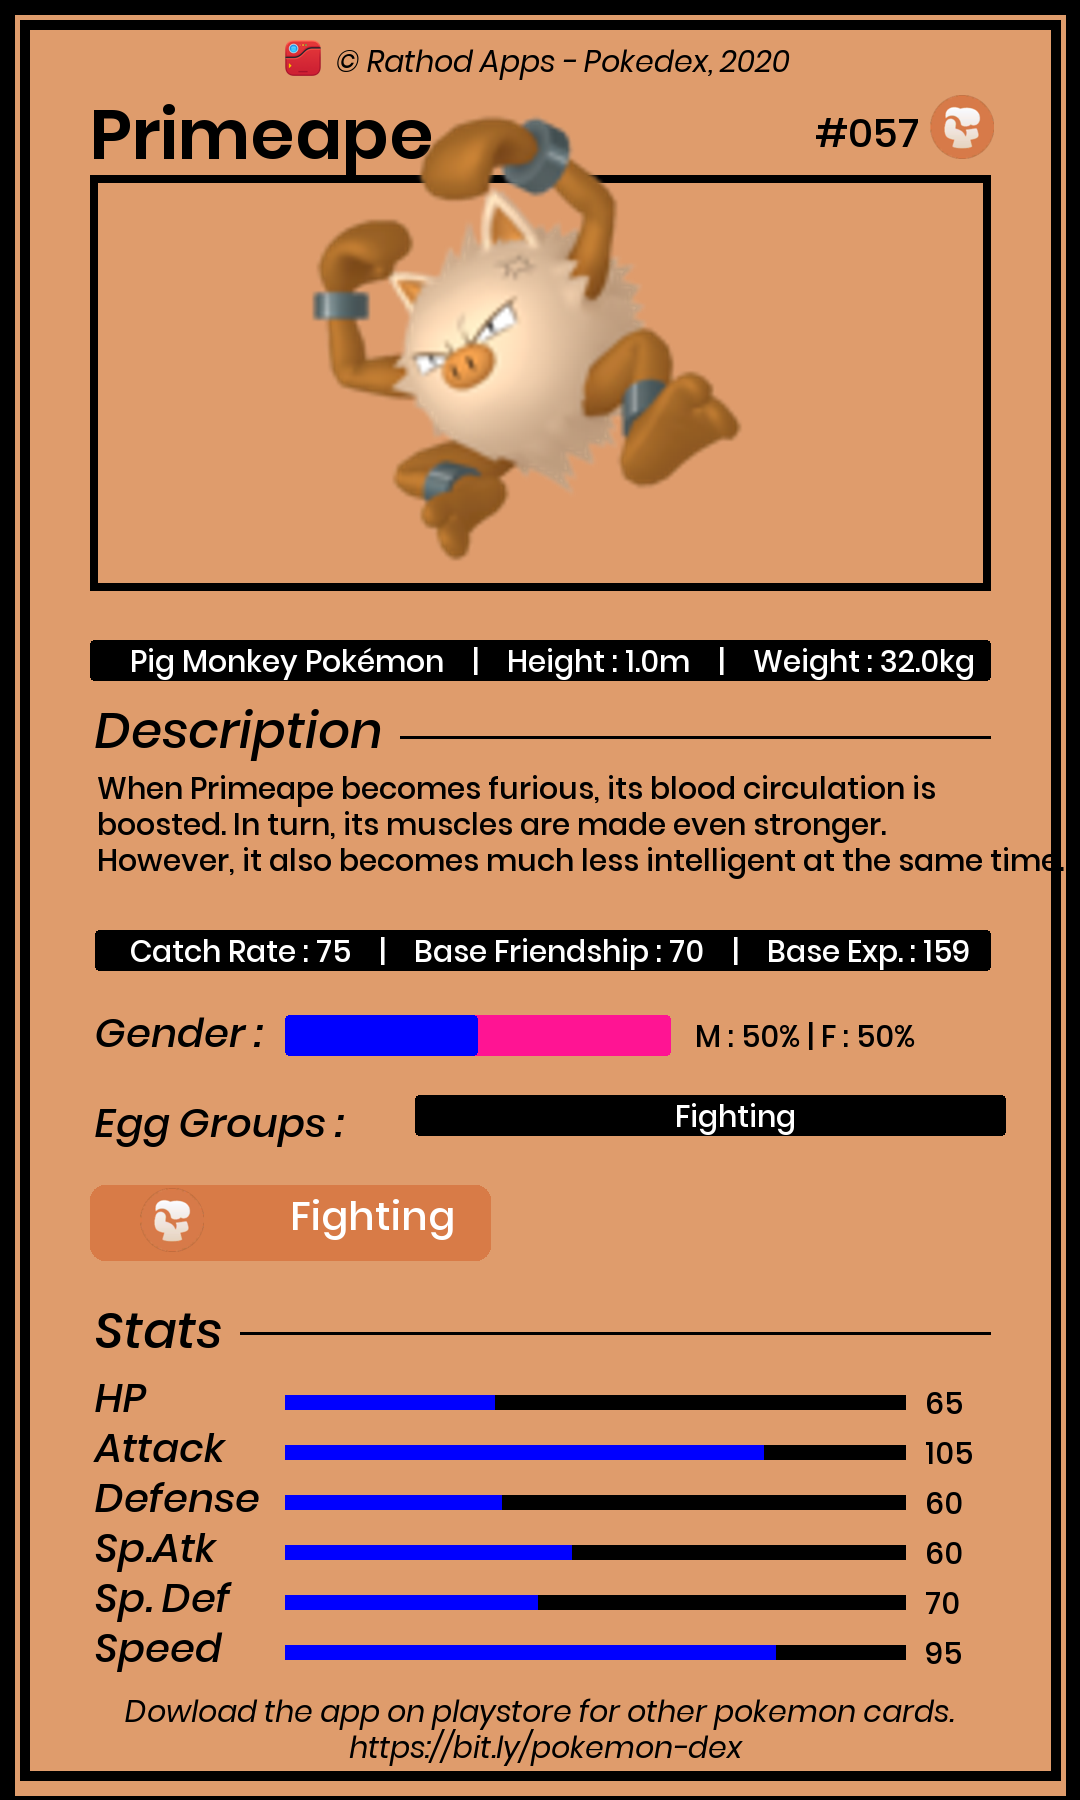 © Rathod Apps - Pokedex, 2020
Primeape #057
Pig Monkey Pokémon | Height : 1.0m | Weight : 32.0kg
Description
When Primeape becomes furious, its blood circulation is
boosted. In turn, its muscles are made even stronger.
However, it also becomes much less intelligent at the same time.
Catch Rate : 75 | Base Friendship : 70 | Base Exp. : 159
Gender : M : 50% | F : 50%
Egg Groups : Fighting
Fighting
Stats
HP 65
Attack 105
Defense 60
Sp.Atk 60
Sp. Def 70
Speed 95
Dowload the app on playstore for other pokemon cards.
https://bit.ly/pokemon-dex